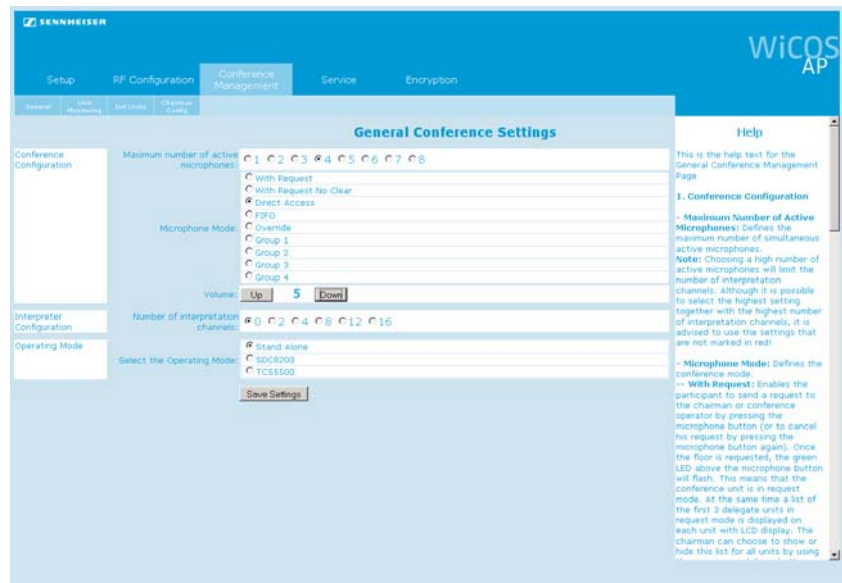 SENNHEISER
WiCOS
AP
Setup
RF Configuration
Conference
Management
Service
Encryption
General
Unit
Monitoring
Init Units
Chairman
Config
General Conference Settings
Conference
Configuration
Maximum number of active
microphones:
1 2 3 4 5 6 7 8
Microphone Mode:
With Request
With Request No Clear
Direct Access
FIFO
Override
Group 1
Group 2
Group 3
Group 4
Volume:
Up 5 Down
Interpreter
Configuration
Number of interpretation
channels:
0 2 4 8 12 16
Operating Mode
Select the Operating Mode:
Stand Alone
SDC8200
TCS5500
Save Settings
Help
This is the help text for the
General Conference Management
Page
1. Conference Configuration
- Maximum Number of Active
Microphones: Defines the
maximum number of simultaneous
active microphones.
Note: Choosing a high number of
active microphones will limit the
number of interpretation
channels. Although it is possible
to select the highest setting
together with the highest number
of interpretation channels, it is
advised to use the settings that
are not marked in red!
- Microphone Mode: Defines the
conference mode.
-- With Request: Enables the
participant to send a request to
the chairman or conference
operator by pressing the
microphone button (or to cancel
his request by pressing the
microphone button again). Once
the floor is requested, the green
LED above the microphone button
will flash. This means that the
conference unit is in request
mode. At the same time a list of
the first 3 delegate units in
request mode is displayed on
each unit with LCD display. The
chairman can choose to show or
hide this list for all units by using